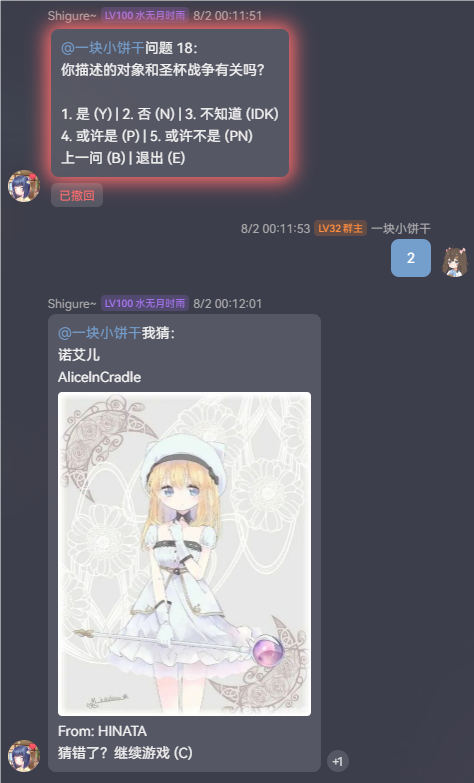 Shigure~ LV100 水无月时雨 8/2 00:11:51
@一块小饼干问题 18：
你描述的对象和圣杯战争有关吗？
1. 是 (Y) | 2. 否 (N) | 3. 不知道 (IDK)
4. 或许是 (P) | 5. 或许不是 (PN)
上一问 (B) | 退出 (E)
已撤回
8/2 00:11:53 LV32 群主 一块小饼干
2
Shigure~ LV100 水无月时雨 8/2 00:12:01
@一块小饼干我猜：
诺艾儿
AliceInCradle
From: HINATA
猜错了？继续游戏 (C)
+1